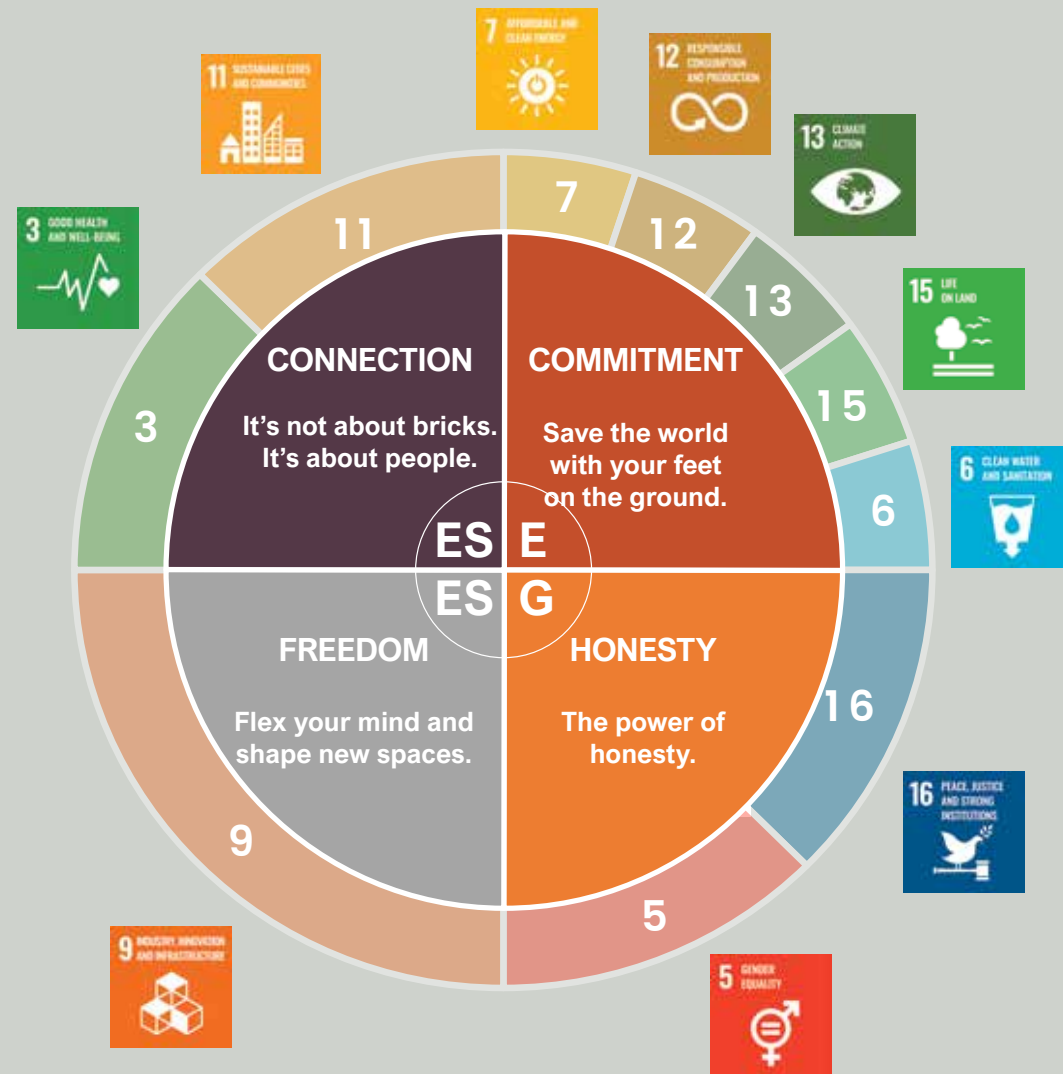 7 AFFORDABLE AND
CLEAN ENERGY
11 SUSTAINABLE CITIES
AND COMMUNITIES
12 RESPONSIBLE
CONSUMPTION
AND PRODUCTION
13 CLIMATE
ACTION
3 GOOD HEALTH
AND WELL-BEING
15 LIFE
ON LAND
6 CLEAN WATER
AND SANITATION
16 PEACE, JUSTICE
AND STRONG
INSTITUTIONS
9 INDUSTRY, INNOVATION
AND INFRASTRUCTURE
5 GENDER
EQUALITY
11
7
12
13
15
6
3
16
9
5
CONNECTION
It's not about bricks.
It's about people.
ES
COMMITMENT
Save the world
with your feet
on the ground.
E
ES
FREEDOM
Flex your mind and
shape new spaces.
G
HONESTY
The power of
honesty.